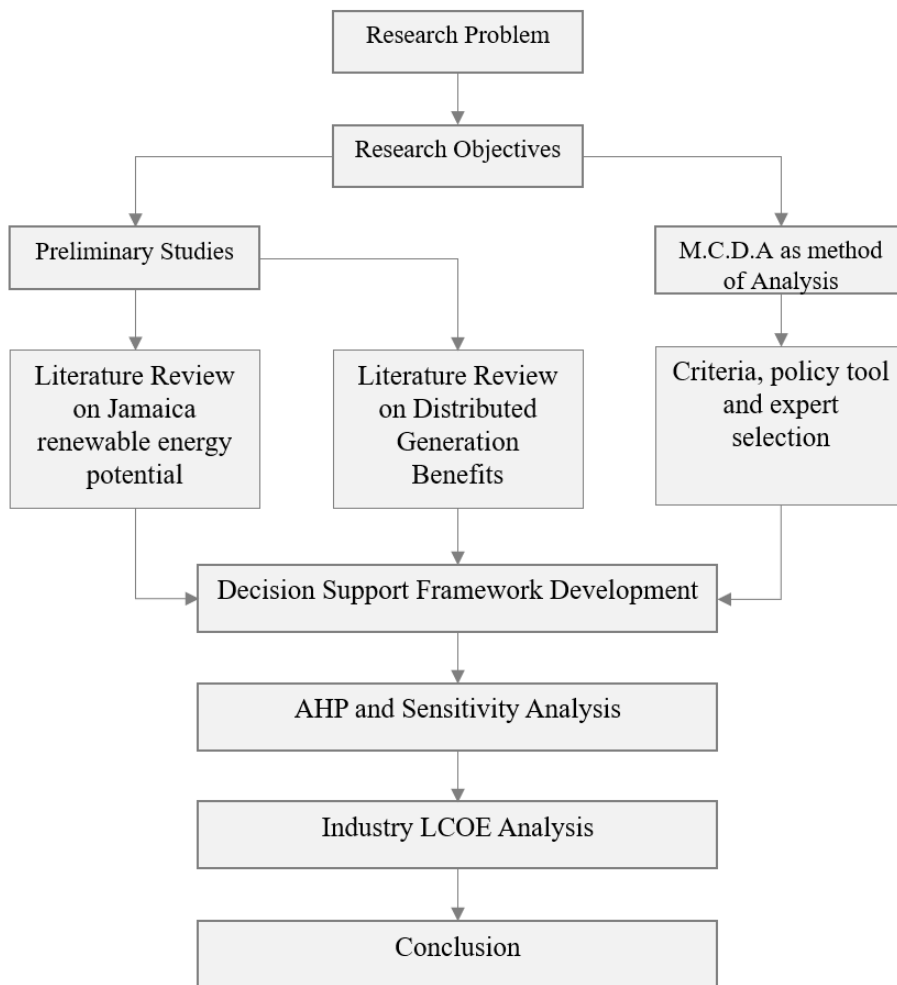 Research Problem
Research Objectives
Preliminary Studies
M.C.D.A as method
of Analysis
Literature Review
on Jamaica
renewable energy
potential
Literature Review
on Distributed
Generation
Benefits
Criteria, policy tool
and expert
selection
Decision Support Framework Development
AHP and Sensitivity Analysis
Industry LCOE Analysis
Conclusion